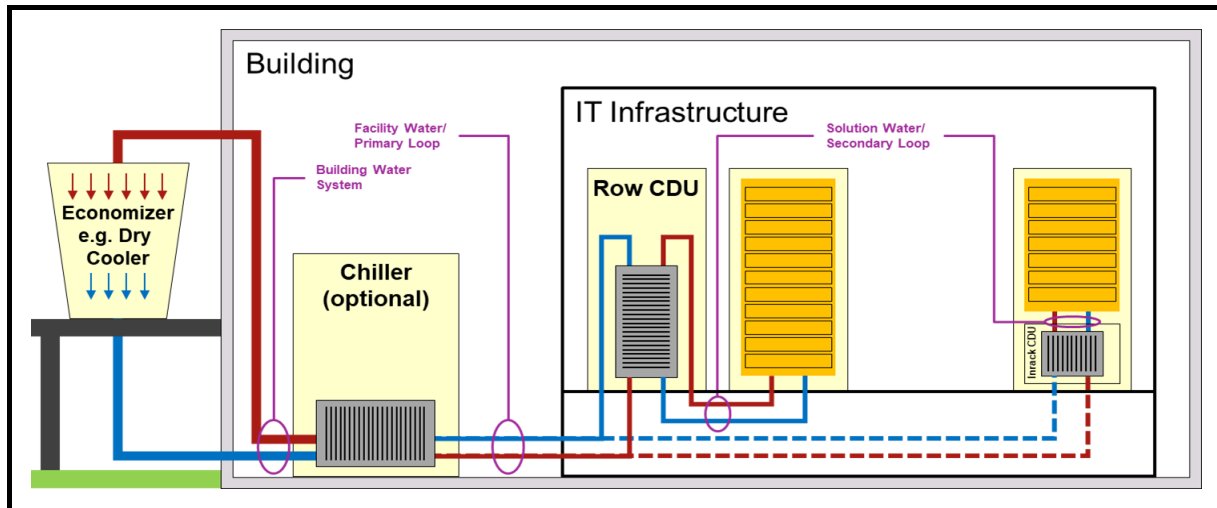 Building
IT Infrastructure
Facility Water/
Primary Loop
Solution Water/
Secondary Loop
Building Water
System
Row CDU
Economizer
e.g. Dry
Cooler
Chiller
(optional)
Inrack CDU